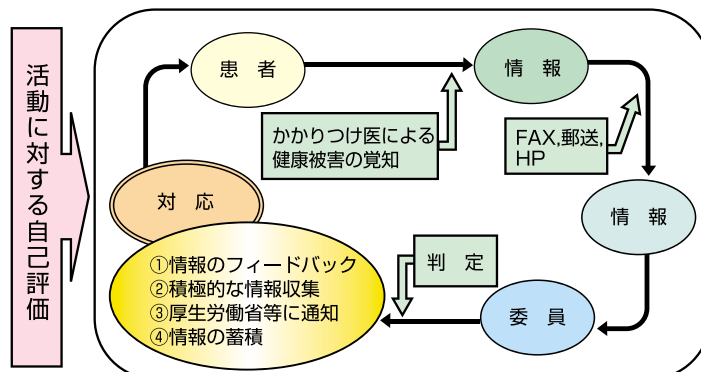 活動に対する自己評価
患　者
情　報
かかりつけ医による
健康被害の覚知
FAX,郵送,
HP
対　応
情　報
①情報のフィードバック
②積極的な情報収集
③厚生労働省等に通知
④情報の蓄積
判　定
委　員